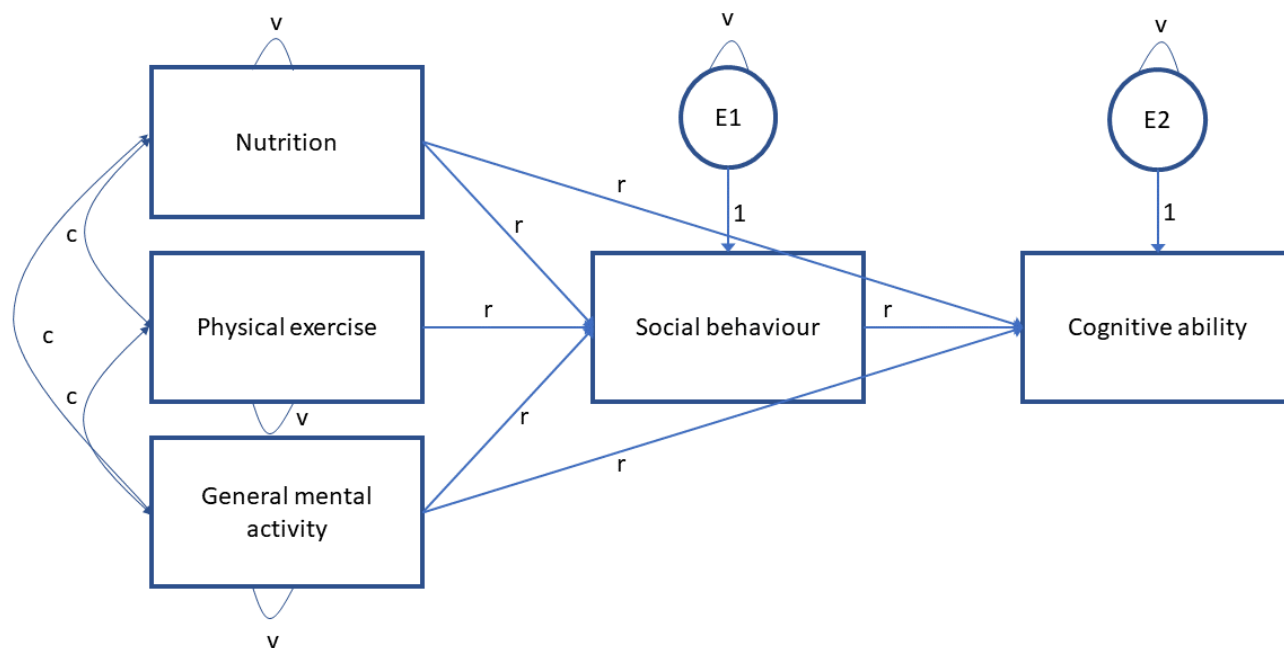 v
v
v
Nutrition
E1
E2
r
1
1
c
r
Physical exercise
r
Social behaviour
r
Cognitive ability
c
c
v
r
r
General mental
activity
v